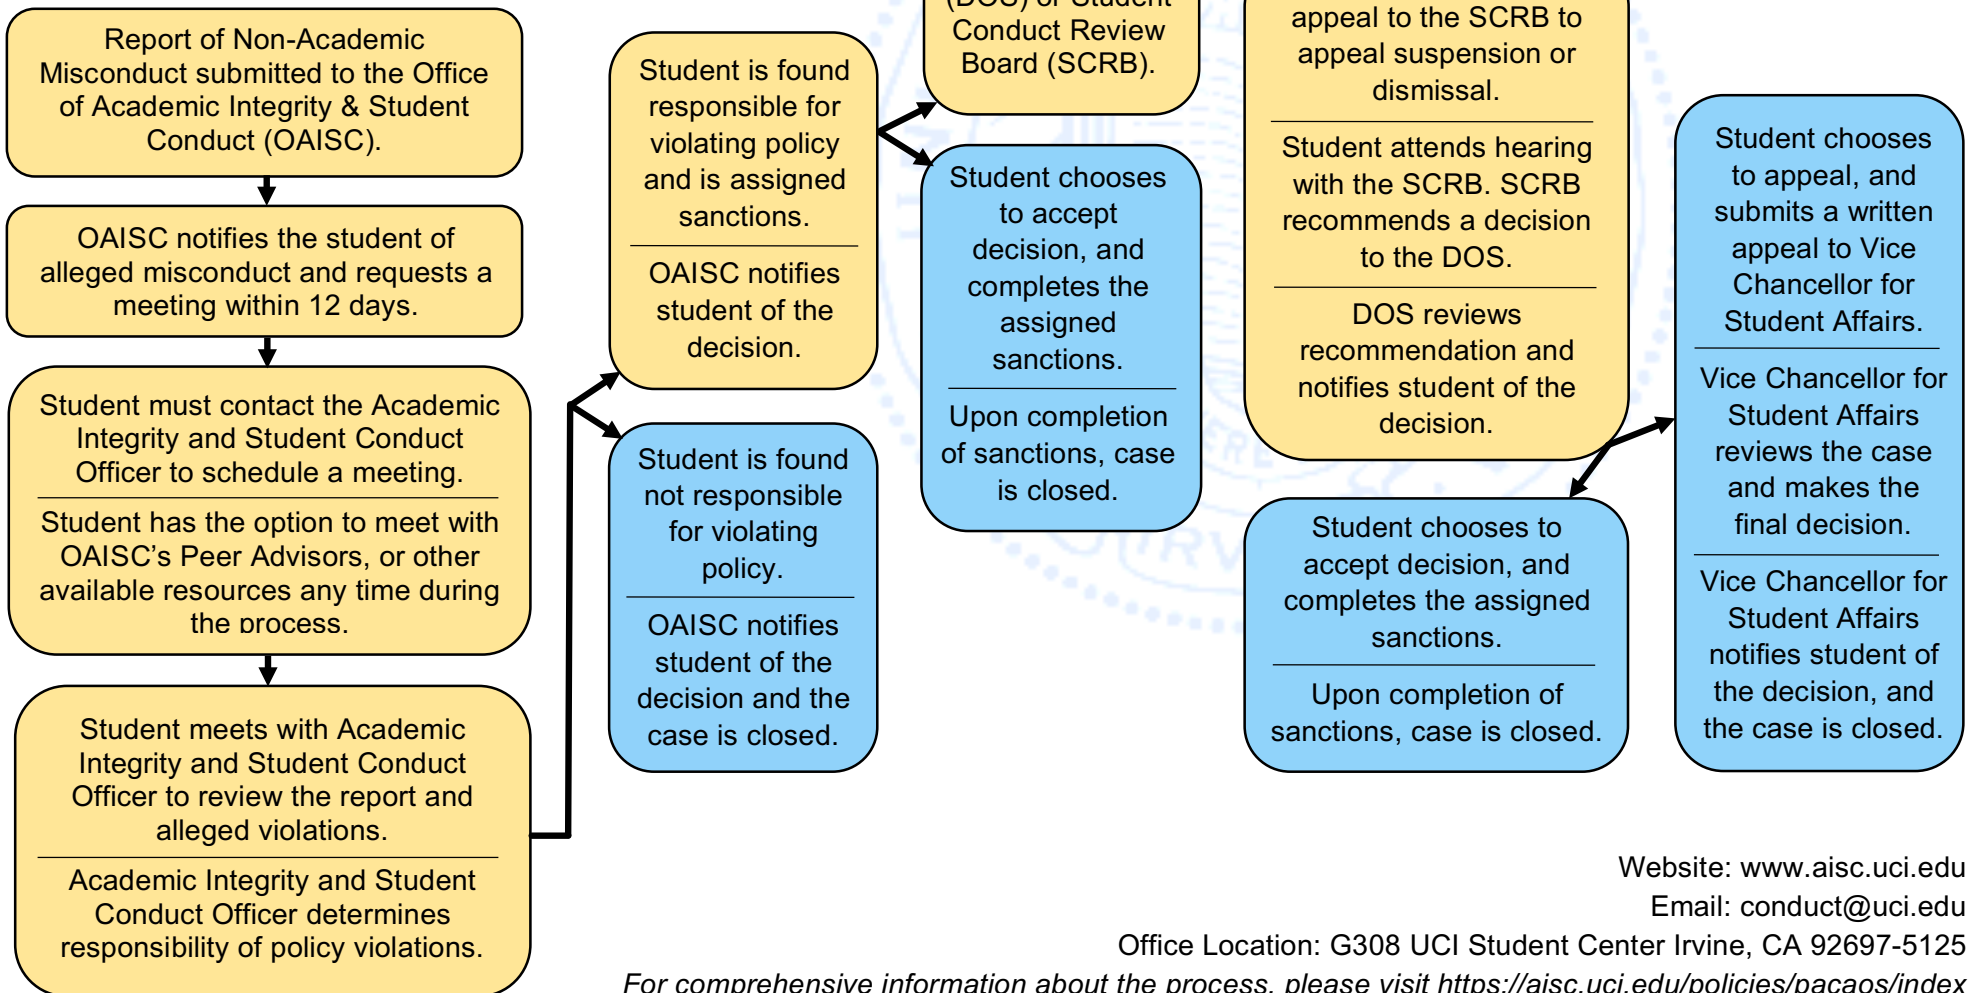 Report of Non-Academic
Misconduct submitted to the Office
of Academic Integrity & Student
Conduct (OAISC).
OAISC notifies the student of
alleged misconduct and requests a
meeting within 12 days.
Student must contact the Academic
Integrity and Student Conduct
Officer to schedule a meeting.
Student has the option to meet with
OAISC’s Peer Advisors, or other
available resources any time during
the process.
Student meets with Academic
Integrity and Student Conduct
Officer to review the report and
alleged violations.
Academic Integrity and Student
Conduct Officer determines
responsibility of policy violations.
Student is found
responsible for
violating policy
and is assigned
sanctions.
OAISC notifies
student of the
decision.
Student is found
not responsible
for violating
policy.
OAISC notifies
student of the
decision and the
case is closed.
(DOS) or Student
Conduct Review
Board (SCRB).
Student chooses
to accept
decision, and
completes the
assigned
sanctions.
Upon completion
of sanctions, case
is closed.
appeal to the SCRB to
appeal suspension or
dismissal.
Student attends hearing
with the SCRB. SCRB
recommends a decision
to the DOS.
DOS reviews
recommendation and
notifies student of the
decision.
Student chooses to
accept decision, and
completes the assigned
sanctions.
Upon completion of
sanctions, case is closed.
Student chooses
to appeal, and
submits a written
appeal to Vice
Chancellor for
Student Affairs.
Vice Chancellor for
Student Affairs
reviews the case
and makes the
final decision.
Vice Chancellor for
Student Affairs
notifies student of
the decision, and
the case is closed.
Website: www.aisc.uci.edu
Email: conduct@uci.edu
Office Location: G308 UCI Student Center Irvine, CA 92697-5125
For comprehensive information about the process, please visit https://aisc.uci.edu/policies/pacaos/index